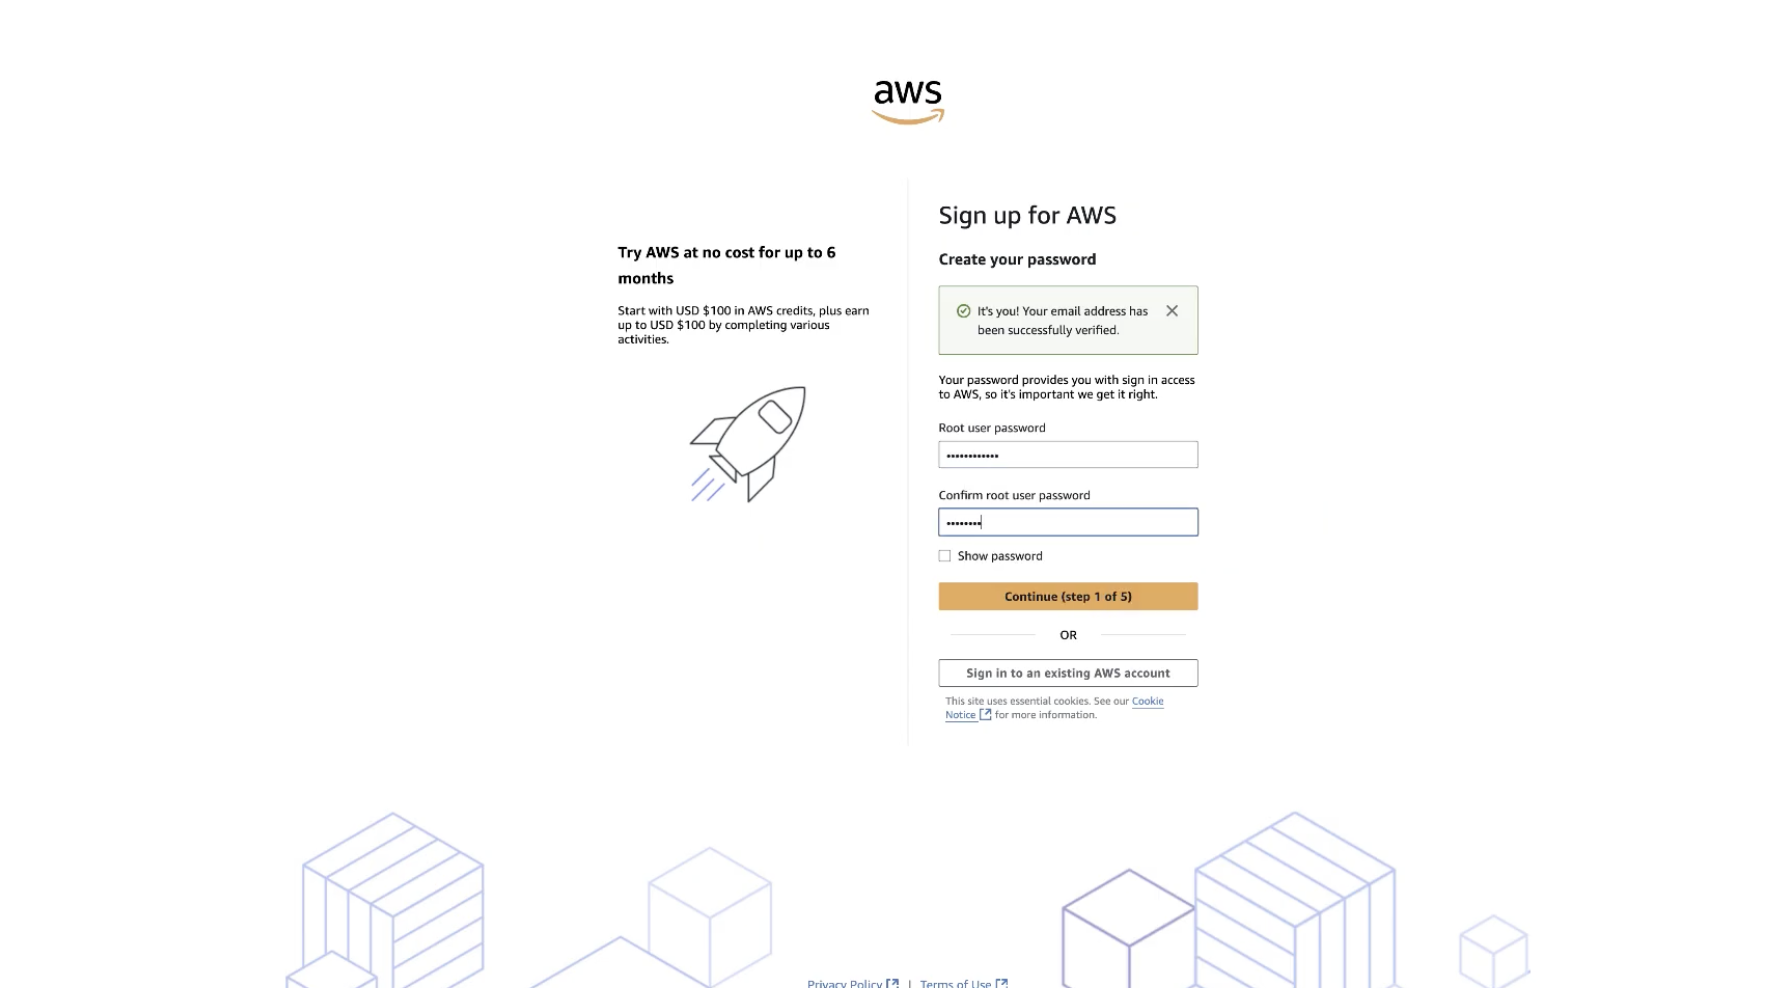 aws
Try AWS at no cost for up to 6
months
Start with USD $100 in AWS credits, plus earn
up to USD $100 by completing various
activities.
Sign up for AWS
Create your password
It's you! Your email address has
been successfully verified.
Your password provides you with sign in access
to AWS, so it's important we get it right.
Root user password
••••••••••••
Confirm root user password
••••••••
Show password
Continue (step 1 of 5)
OR
Sign in to an existing AWS account
This site uses essential cookies. See our Cookie
Notice for more information.
Privacy Policy | Terms of Use